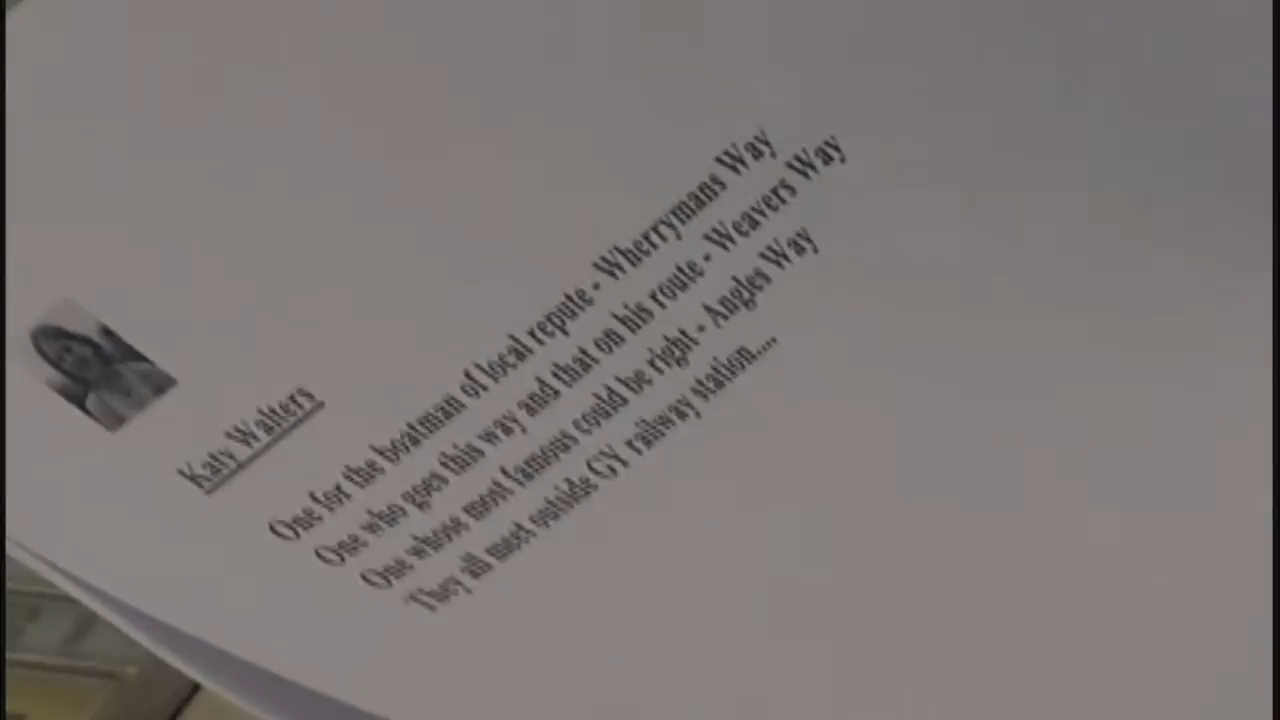 Katy Walters
One for the boatman of local repute - Wherrymans Way
One who goes this way and that on his route - Weavers Way
One whose most famous could be right - Angles Way
They all meet outside GY railway station....